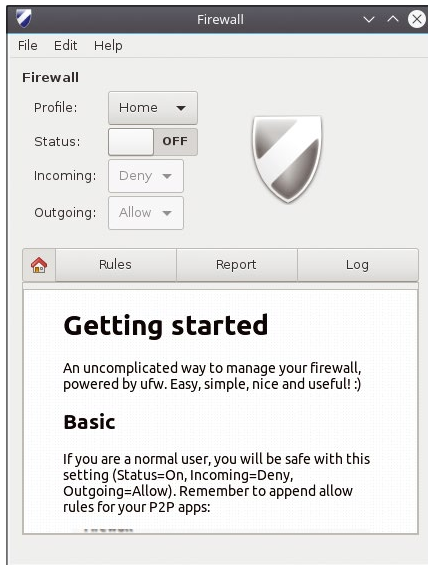 Firewall
File Edit Help
Firewall
Profile: Home
Status: OFF
Incoming: Deny
Outgoing: Allow
Rules Report Log
Getting started
An uncomplicated way to manage your firewall,
powered by ufw. Easy, simple, nice and useful! :)
Basic
If you are a normal user, you will be safe with this
setting (Status=On, Incoming=Deny,
Outgoing=Allow). Remember to append allow
rules for your P2P apps: